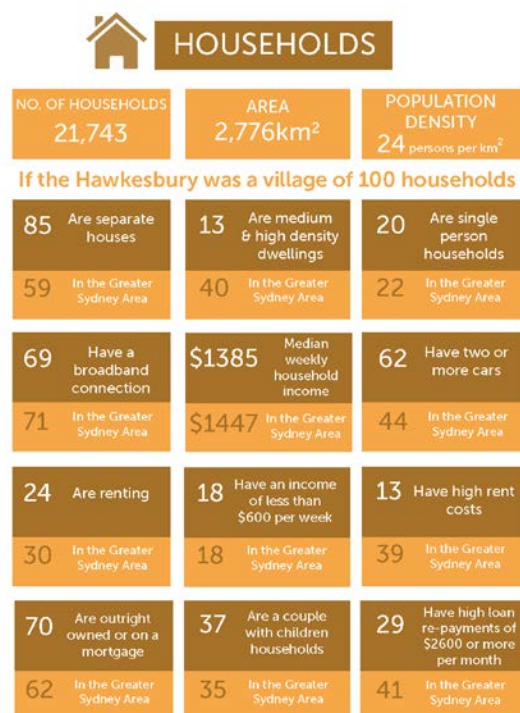 HOUSEHOLDS
NO. OF HOUSEHOLDS
21,743
AREA
2,776km²
POPULATION
DENSITY
24 persons per km²
If the Hawkesbury was a village of 100 households
85 Are separate
houses
59 In the Greater
Sydney Area
13 Are medium
& high density
dwellings
40 In the Greater
Sydney Area
20 Are single
person
households
22 In the Greater
Sydney Area
69 Have a
broadband
connection
71 In the Greater
Sydney Area
$1385 Median
weekly
household
income
$1447 In the Greater
Sydney Area
62 Have two or
more cars
44 In the Greater
Sydney Area
24 Are renting
30 In the Greater
Sydney Area
18 Have an income
of less than
$600 per week
18 In the Greater
Sydney Area
13 Have high rent
costs
39 In the Greater
Sydney Area
70 Are outright
owned or on a
mortgage
62 In the Greater
Sydney Area
37 Are a couple
with children
households
35 In the Greater
Sydney Area
29 Have high loan
re-payments of
$2600 or more
per month
41 In the Greater
Sydney Area